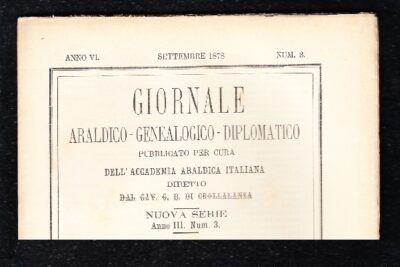 ANNO VI. SETTEMBRE 1878 NUM. 3.
GIORNALE
ARALDICO - GENEALOGICO - DIPLOMATICO
PUBBLICATO PER CURA
DELL' ACCADEMIA ARALDICA ITALIANA
DIRETTO
DAL CAV. G. B. DI CROLLALANZA
NUOVA SERIE
Anno III. Num. 3.